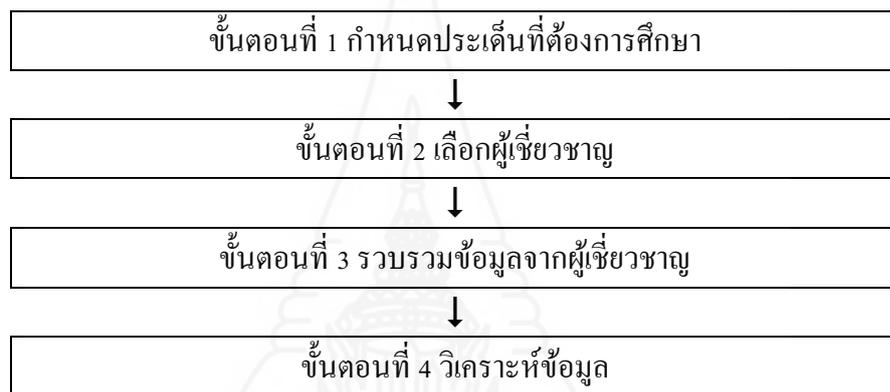 ขั้นตอนที่ 1 กำหนดประเด็นที่ต้องการศึกษา
ขั้นตอนที่ 2 เลือกผู้เชี่ยวชาญ
ขั้นตอนที่ 3 รวบรวมข้อมูลจากผู้เชี่ยวชาญ
ขั้นตอนที่ 4 วิเคราะห์ข้อมูล